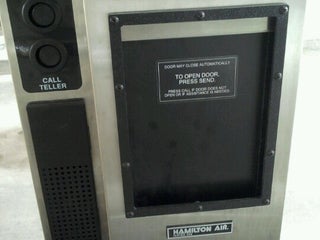 CALL
TELLER
DOOR MAY CLOSE AUTOMATICALLY
TO OPEN DOOR,
PRESS SEND.
PRESS CALL IF DOOR DOES NOT
OPEN OR IF ASSISTANCE IS NEEDED.
HAMILTON AIR